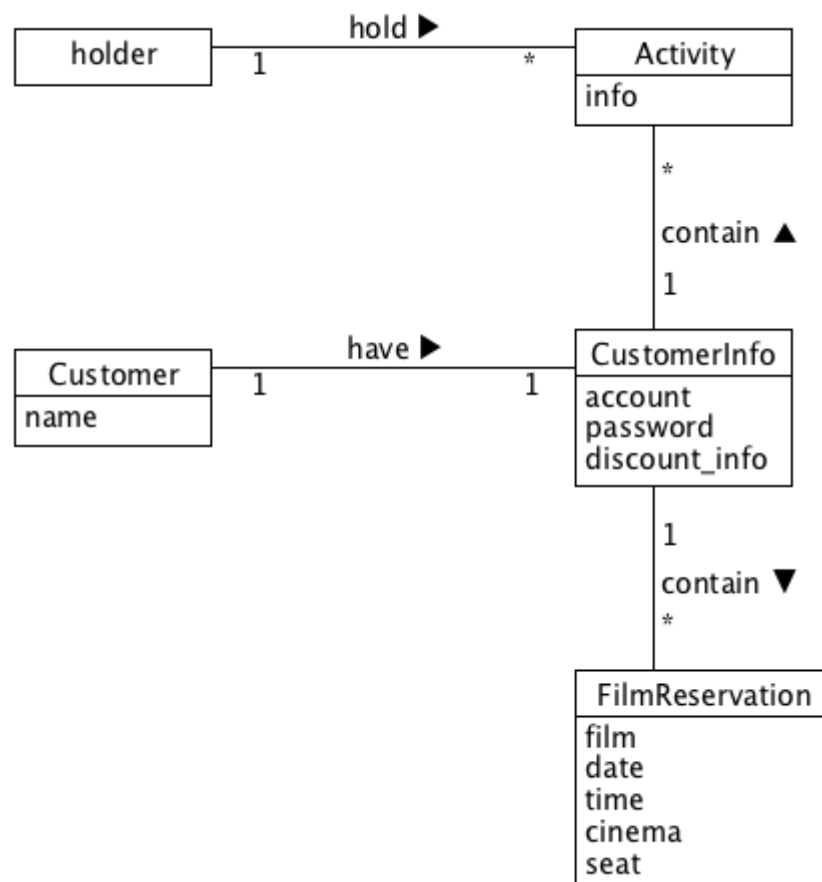 hold ▶
holder
Activity
1
*
info
*
contain ▲
1
have ▶
Customer
CustomerInfo
1
1
name
account
password
discount_info
1
contain ▼
*
FilmReservation
film
date
time
cinema
seat